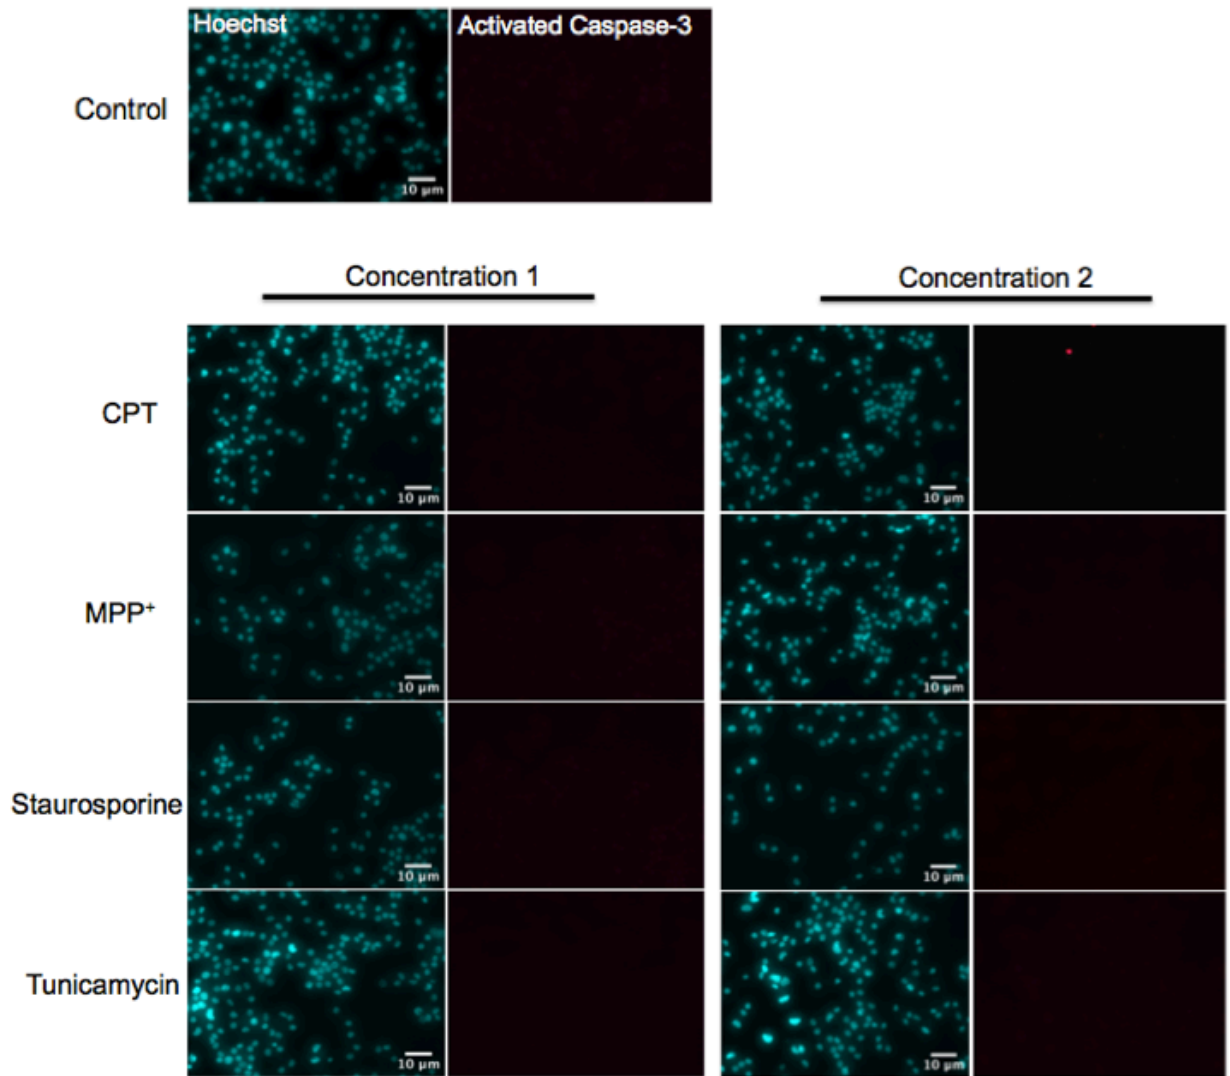 Hoechst
Activated Caspase-3
Control
10 μm
Concentration 1
Concentration 2
CPT
10 μm
10 μm
MPP⁺
10 μm
10 μm
Staurosporine
10 μm
10 μm
Tunicamycin
10 μm
10 μm